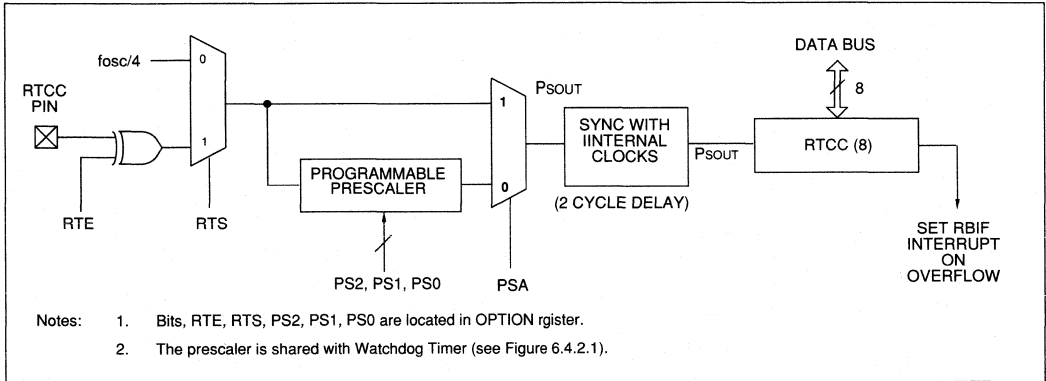 DATA BUS
8
fosc/4
0
RTCC
PIN
1
RTE
RTS
PROGRAMMABLE
PRESCALER
PS2, PS1, PS0
1
0
PSA
PSOUT
SYNC WITH
IINTERNAL
CLOCKS
(2 CYCLE DELAY)
PSOUT
RTCC (8)
SET RBIF
INTERRUPT
ON
OVERFLOW
Notes: 1. Bits, RTE, RTS, PS2, PS1, PS0 are located in OPTION rgister.
2. The prescaler is shared with Watchdog Timer (see Figure 6.4.2.1).